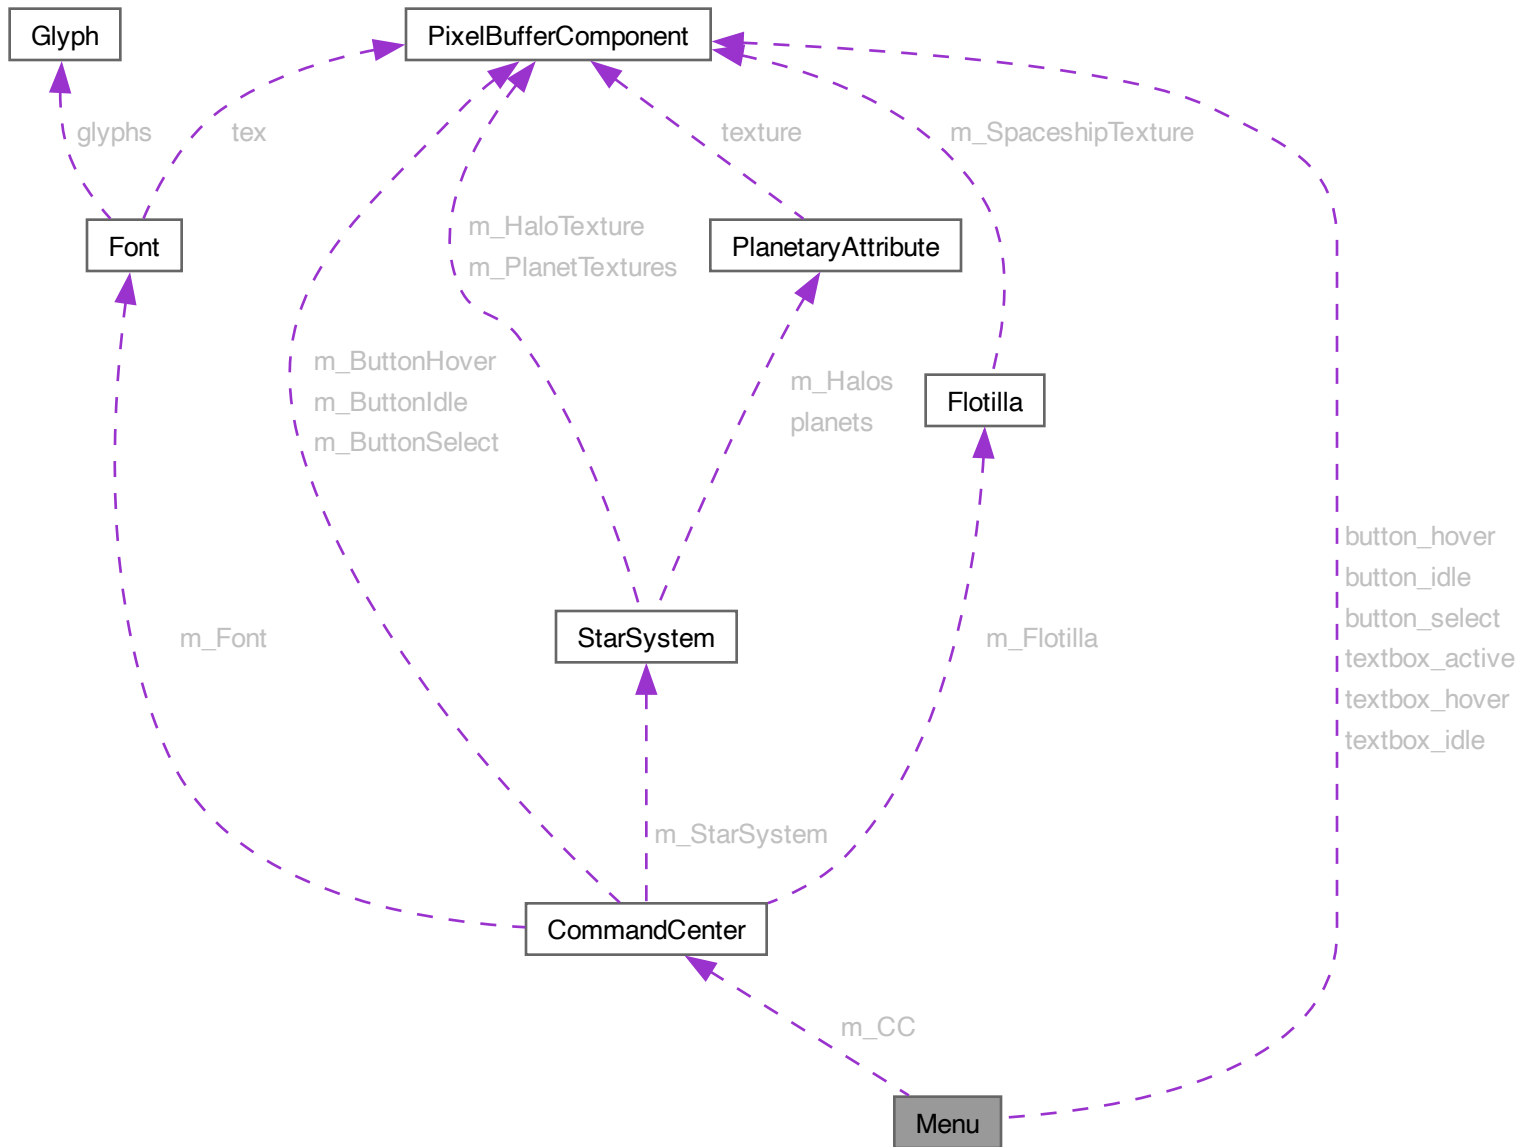 Glyph
PixelBufferComponent
glyphs
tex
texture
m_SpaceshipTexture
Font
m_HaloTexture
m_PlanetTextures
PlanetaryAttribute
m_ButtonHover
m_ButtonIdle
m_ButtonSelect
m_Halos
planets
Flotilla
button_hover
button_idle
button_select
textbox_active
textbox_hover
textbox_idle
m_Font
StarSystem
m_Flotilla
m_StarSystem
CommandCenter
m_CC
Menu